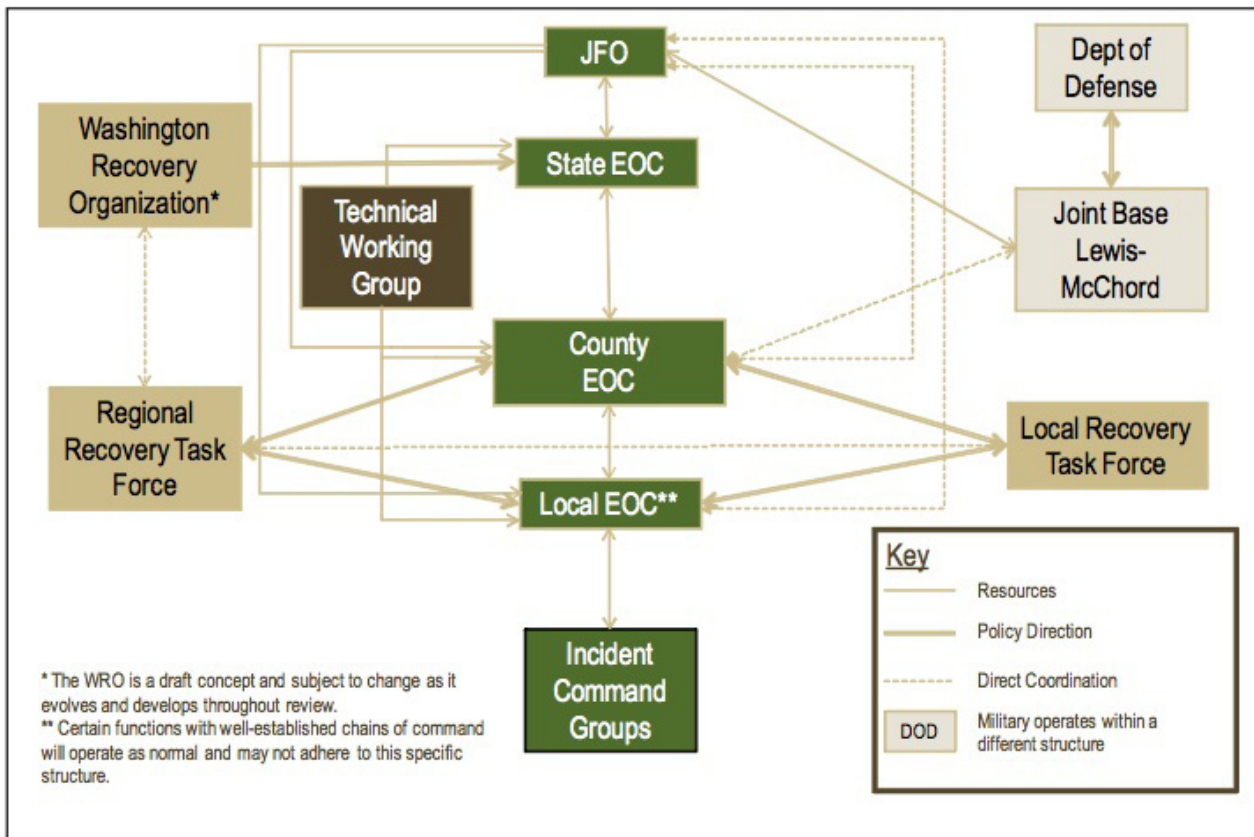 JFO
Dept of
Defense
Washington
Recovery
Organization*
State EOC
Technical
Working
Group
Joint Base
Lewis-
McChord
County
EOC
Regional
Recovery Task
Force
Local Recovery
Task Force
Local EOC**
Key
Resources
Policy Direction
Direct Coordination
DOD
Military operates within a
different structure
Incident
Command
Groups
* The WRO is a draft concept and subject to change as it
evolves and develops throughout review.
** Certain functions with well-established chains of command
will operate as normal and may not adhere to this specific
structure.